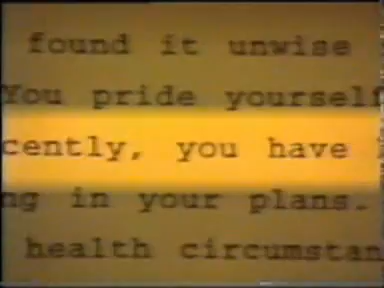 found it unwise
You pride yourself
cently, you have
ng in your plans.
health circumstan